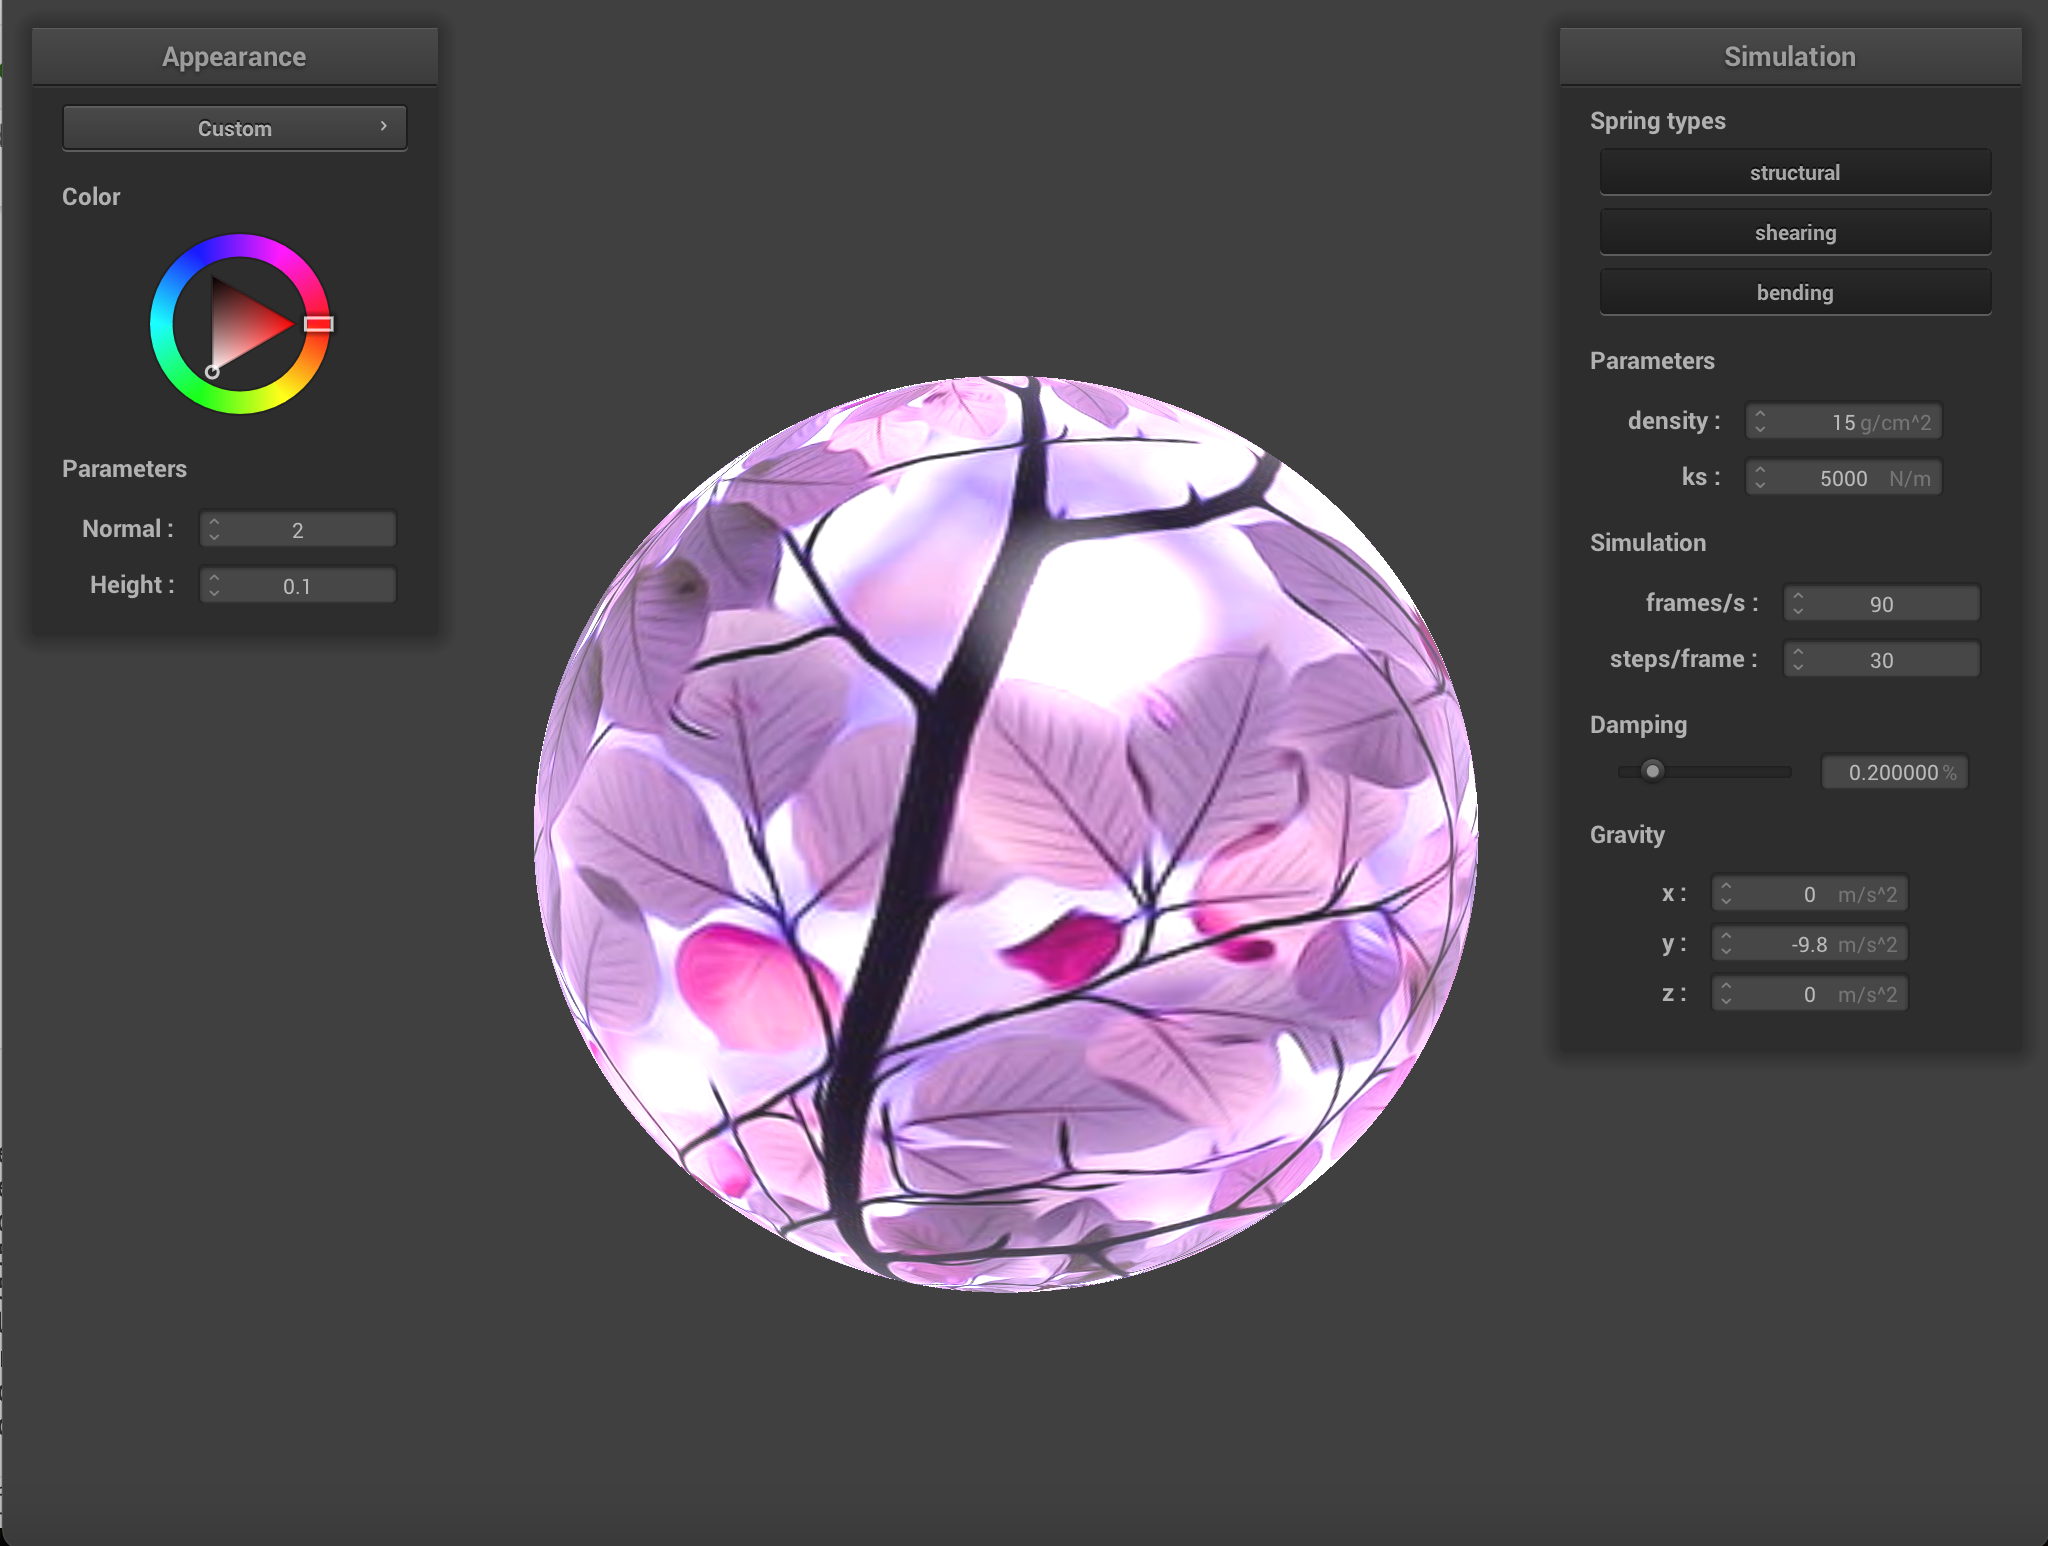 Appearance
Custom
Color
Parameters
Normal : 2
Height : 0.1
Simulation
Spring types
structural
shearing
bending
Parameters
density : 15 g/cm^2
ks : 5000 N/m
Simulation
frames/s : 90
steps/frame : 30
Damping
0.200000 %
Gravity
x : 0 m/s^2
y : -9.8 m/s^2
z : 0 m/s^2